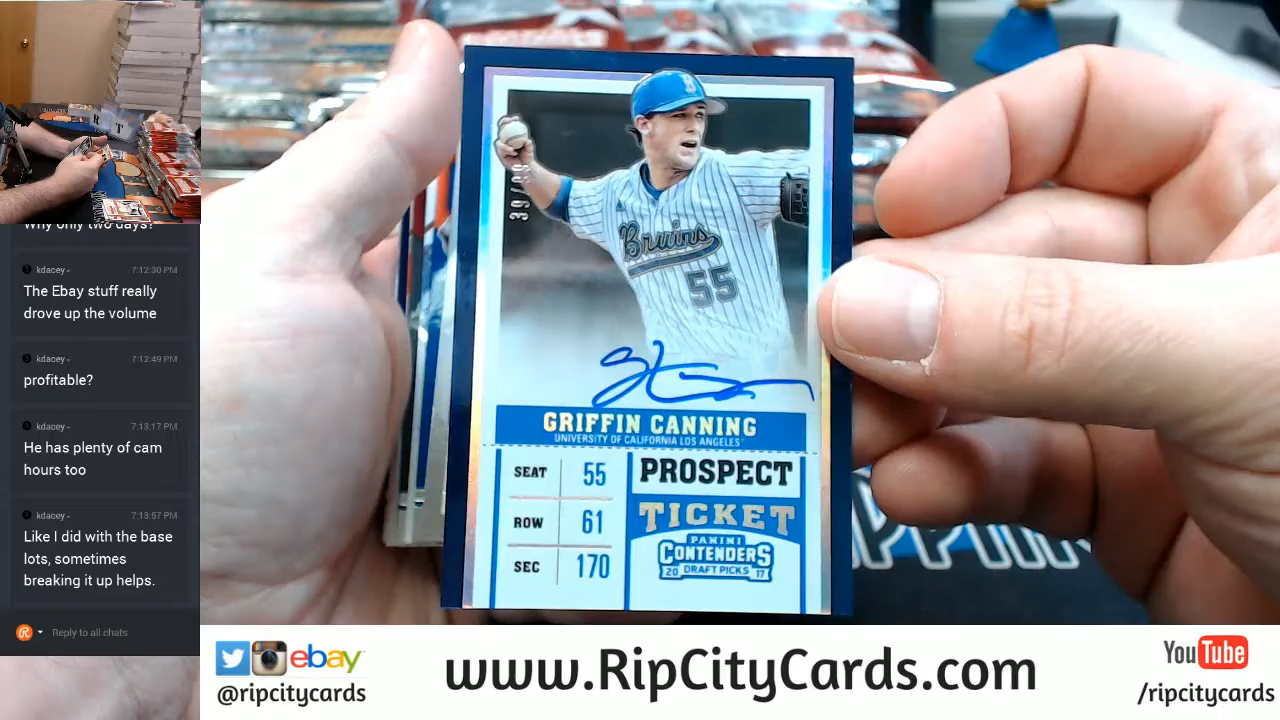 Why only two days?
kdacey-
7:12:30 PM
The Ebay stuff really
drove up the volume
kdacey-
7:12:49 PM
profitable?
kdacey-
7:13:17 PM
He has plenty of cam
hours too
kdacey-
7:13:57 PM
Like I did with the base
lots, sometimes
breaking it up helps.
Reply to all chats
Bruins
55
GRIFFIN CANNING
UNIVERSITY OF CALIFORNIA LOS ANGELES
SEAT 55
ROW 61
SEC 170
PROSPECT
TICKET
PANINI
CONTENDERS
20 DRAFT PICKS 17
ebay
@ripcitycards
www.RipCityCards.com
YouTube
/ripcitycards